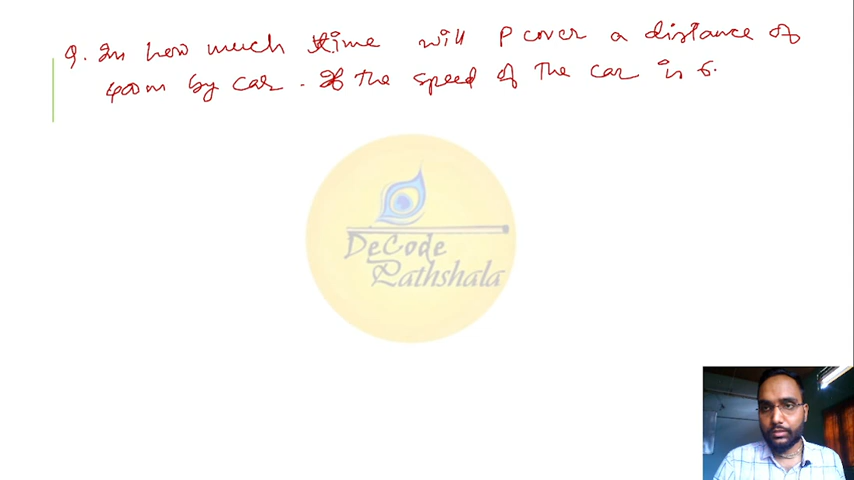 Q. In how much time will P cover a distance of
400m by car. If the speed of the car is 6.
DeCode
Pathshala